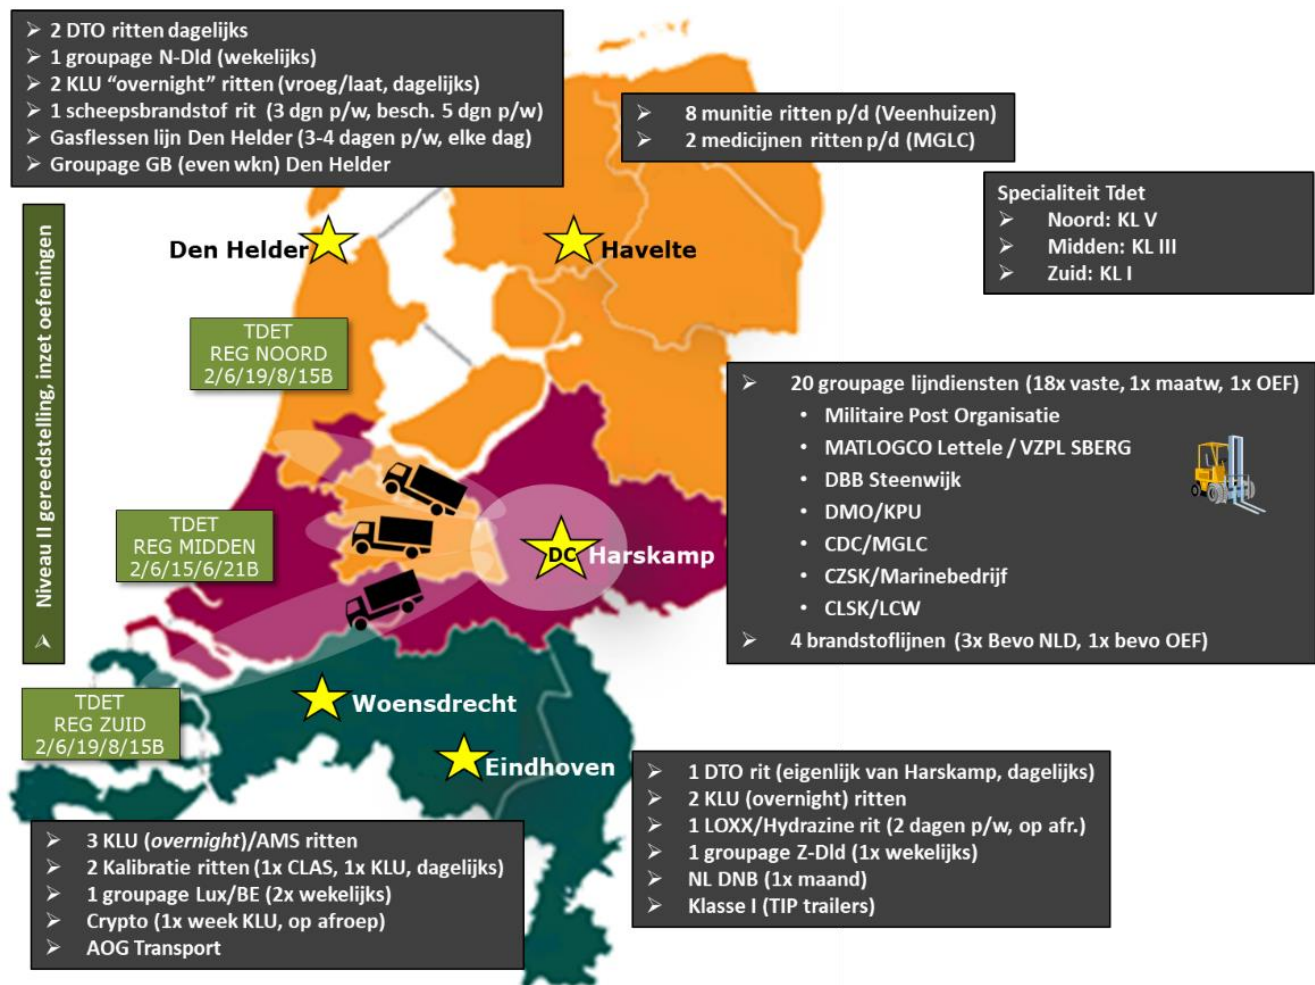 ➢ 2 DTO ritten dagelijks
➢ 1 groupage N-Dld (wekelijks)
➢ 2 KLU “overnight” ritten (vroeg/laat, dagelijks)
➢ 1 scheepsbrandstof rit (3 dgn p/w, besch. 5 dgn p/w)
➢ Gasflessen lijn Den Helder (3-4 dagen p/w, elke dag)
➢ Groupage GB (even wkn) Den Helder
➢ 8 munitie ritten p/d (Veenhuizen)
➢ 2 medicijnen ritten p/d (MGLC)
Specialiteit Tdet
➢ Noord: KL V
➢ Midden: KL III
➢ Zuid: KL I
➢ Niveau II gereedstelling, inzet oefeningen
Den Helder
Havelte
TDET
REG NOORD
2/6/19/8/15B
➢ 20 groupage lijndiensten (18x vaste, 1x maatw, 1x OEF)
• Militaire Post Organisatie
• MATLOGCO Lettele / VZPL SBERG
• DBB Steenwijk
• DMO/KPU
• CDC/MGLC
• CZSK/Marinebedrijf
• CLSK/LCW
➢ 4 brandstoflijnen (3x Bevo NLD, 1x bevo OEF)
TDET
REG MIDDEN
2/6/15/6/21B
DC
Harskamp
TDET
REG ZUID
2/6/19/8/15B
Woensdrecht
Eindhoven
➢ 1 DTO rit (eigenlijk van Harskamp, dagelijks)
➢ 2 KLU (overnight) ritten
➢ 1 LOXX/Hydrazine rit (2 dagen p/w, op afr.)
➢ 1 groupage Z-Dld (1x wekelijks)
➢ NL DNB (1x maand)
➢ Klasse I (TIP trailers)
➢ 3 KLU (overnight)/AMS ritten
➢ 2 Kalibratie ritten (1x CLAS, 1x KLU, dagelijks)
➢ 1 groupage Lux/BE (2x wekelijks)
➢ Crypto (1x week KLU, op afroep)
➢ AOG Transport